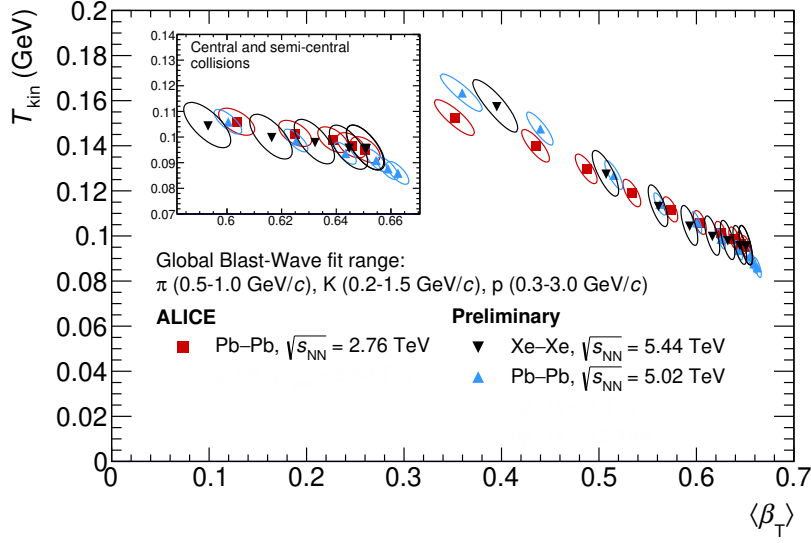 T_kin (GeV)
0.2
0.18
0.16
0.14
0.12
0.1
0.08
0.06
0.04
0.02
0
0.14
0.13
0.12
0.11
0.1
0.09
0.08
0.07
Central and semi-central
collisions
0.6 0.62 0.64 0.66
Global Blast-Wave fit range:
π (0.5-1.0 GeV/c), K (0.2-1.5 GeV/c), p (0.3-3.0 GeV/c)
ALICE
Pb–Pb, √s_NN = 2.76 TeV
Preliminary
Xe–Xe, √s_NN = 5.44 TeV
Pb–Pb, √s_NN = 5.02 TeV
0 0.1 0.2 0.3 0.4 0.5 0.6 0.7
⟨β_T⟩